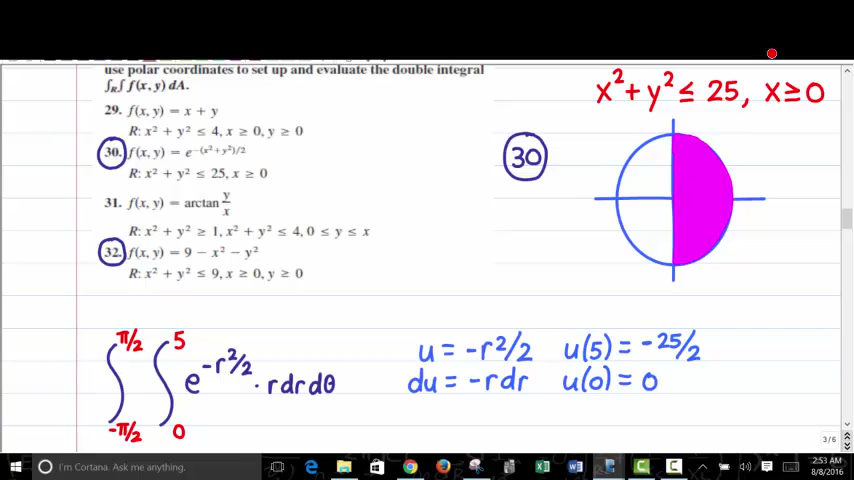 use polar coordinates to set up and evaluate the double integral
∫R∫ f(x, y) dA.
29. f(x, y) = x + y
R: x² + y² ≤ 4, x ≥ 0, y ≥ 0
30. f(x, y) = e^−(x²+y²)/2
R: x² + y² ≤ 25, x ≥ 0
31. f(x, y) = arctan y/x
R: x² + y² ≥ 1, x² + y² ≤ 4, 0 ≤ y ≤ x
32. f(x, y) = 9 − x² − y²
R: x² + y² ≤ 9, x ≥ 0, y ≥ 0
x² + y² ≤ 25, x ≥ 0
30
∫_{-π/2}^{π/2} ∫_0^5 e^{-r²/2} · r dr dθ
u = -r²/2 u(5) = -25/2
du = -r dr u(0) = 0
3/6
I'm Cortana. Ask me anything.
2:53 AM
8/8/2016